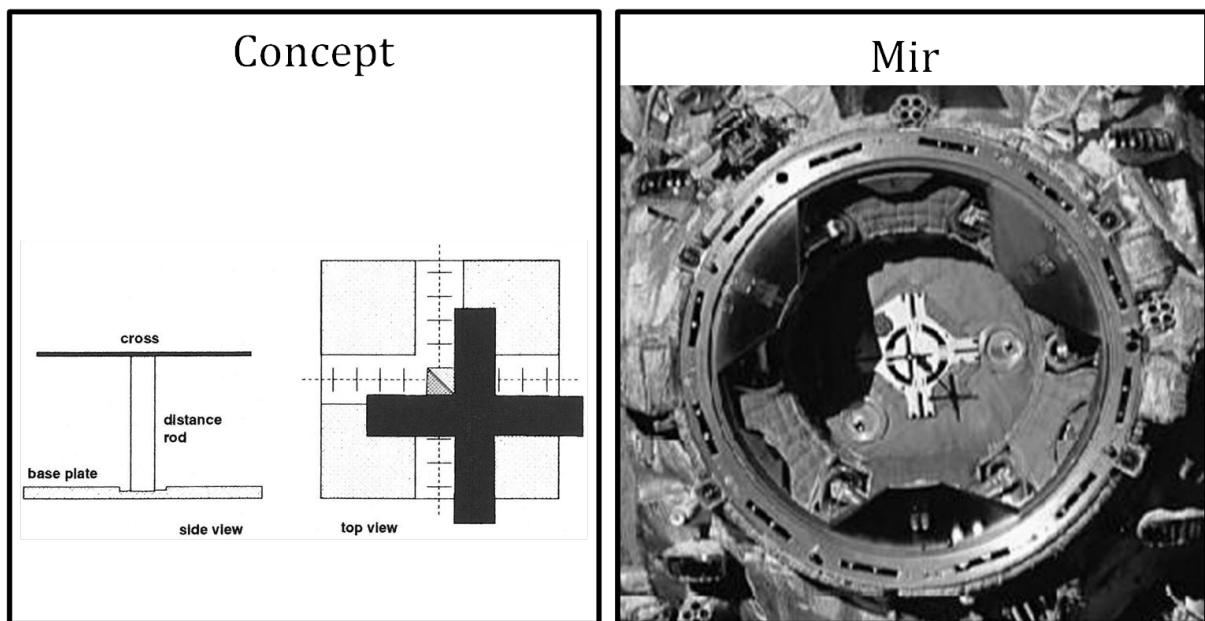 Concept
cross
distance
rod
base plate
side view
top view
Mir